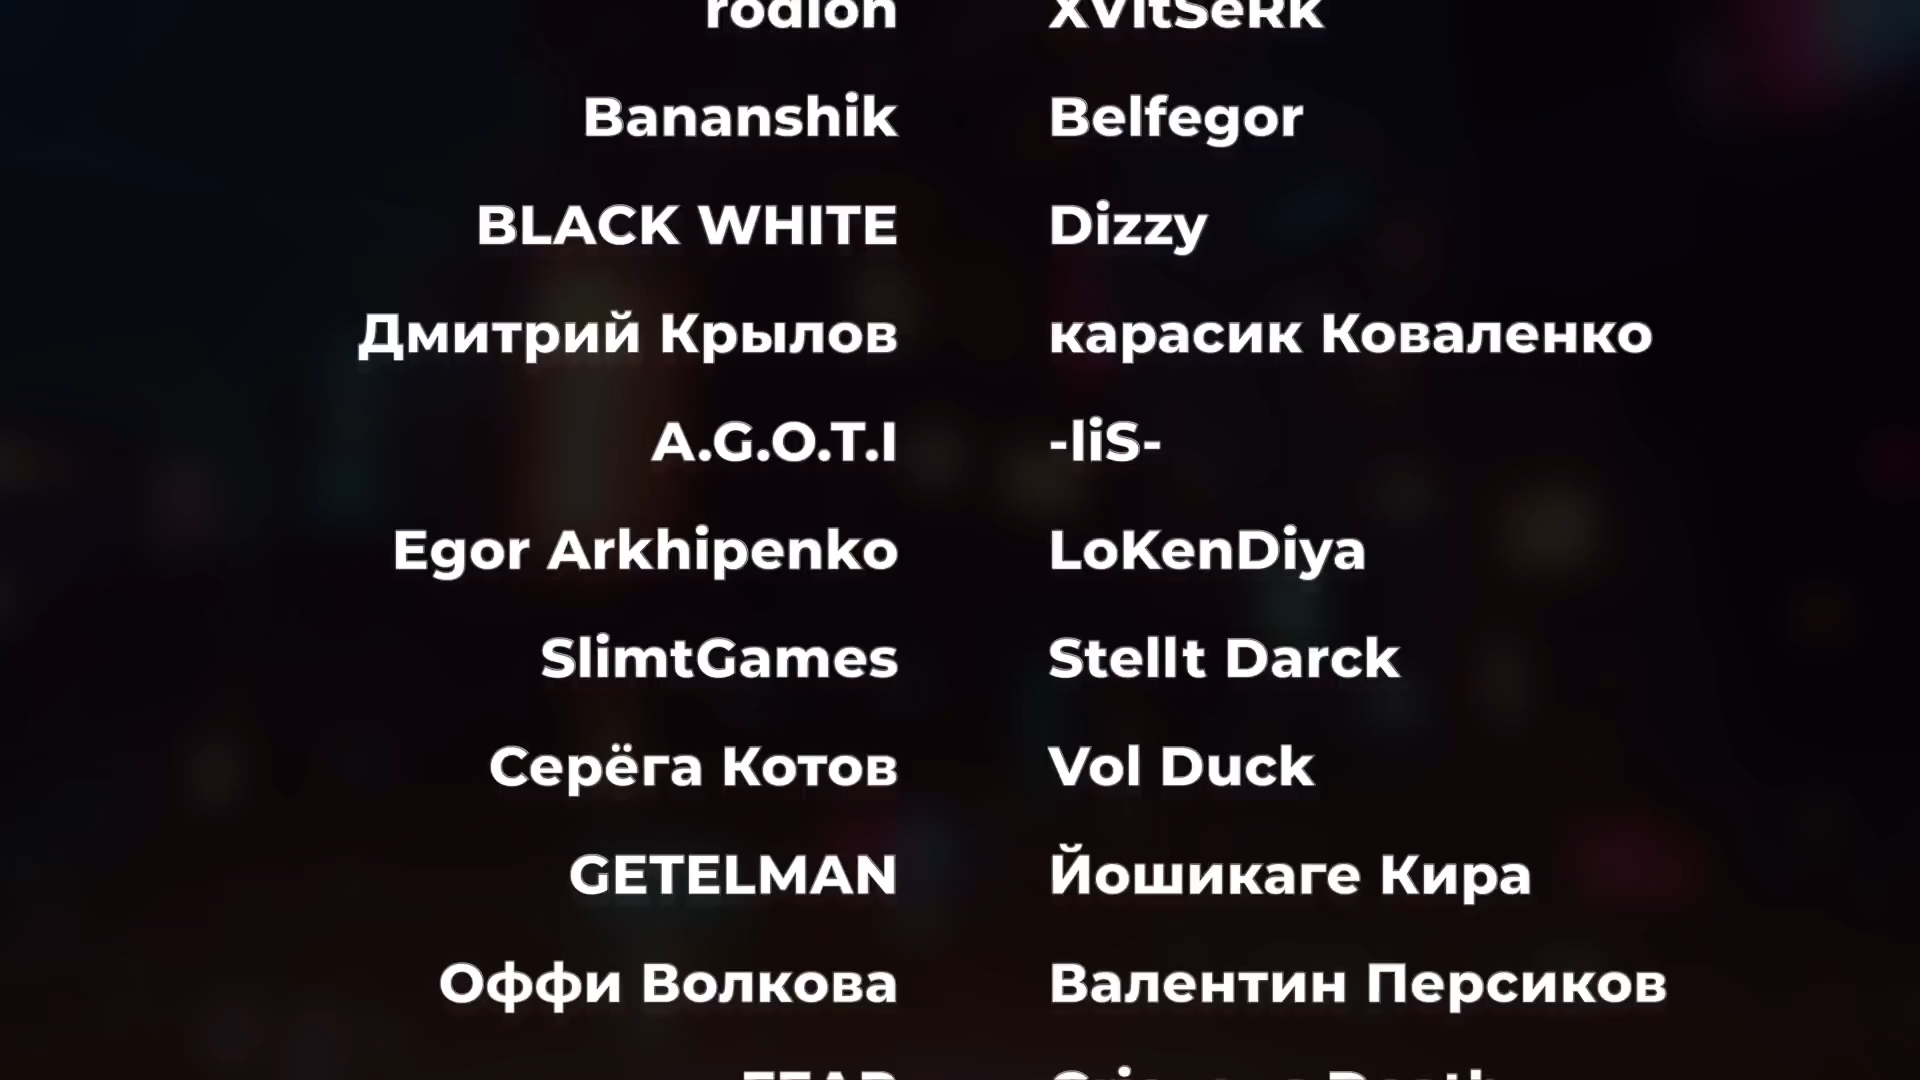 rodion XVitSeRk
Bananshik Belfegor
BLACK WHITE Dizzy
Дмитрий Крылов карасик Коваленко
A.G.O.T.I -liS-
Egor Arkhipenko LoKenDiya
SlimtGames Stellt Darck
Серёга Котов Vol Duck
GETELMAN Йошикаге Кира
Оффи Волкова Валентин Персиков